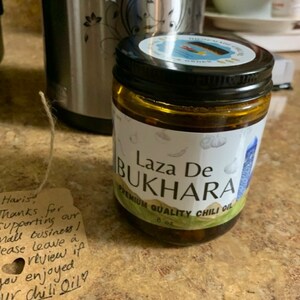 Laza De
BUKHARA
PREMIUM QUALITY CHILI OIL
Haris,
Thanks for
supporting our
small business!
Please leave a
review if
you enjoyed
our chili oil